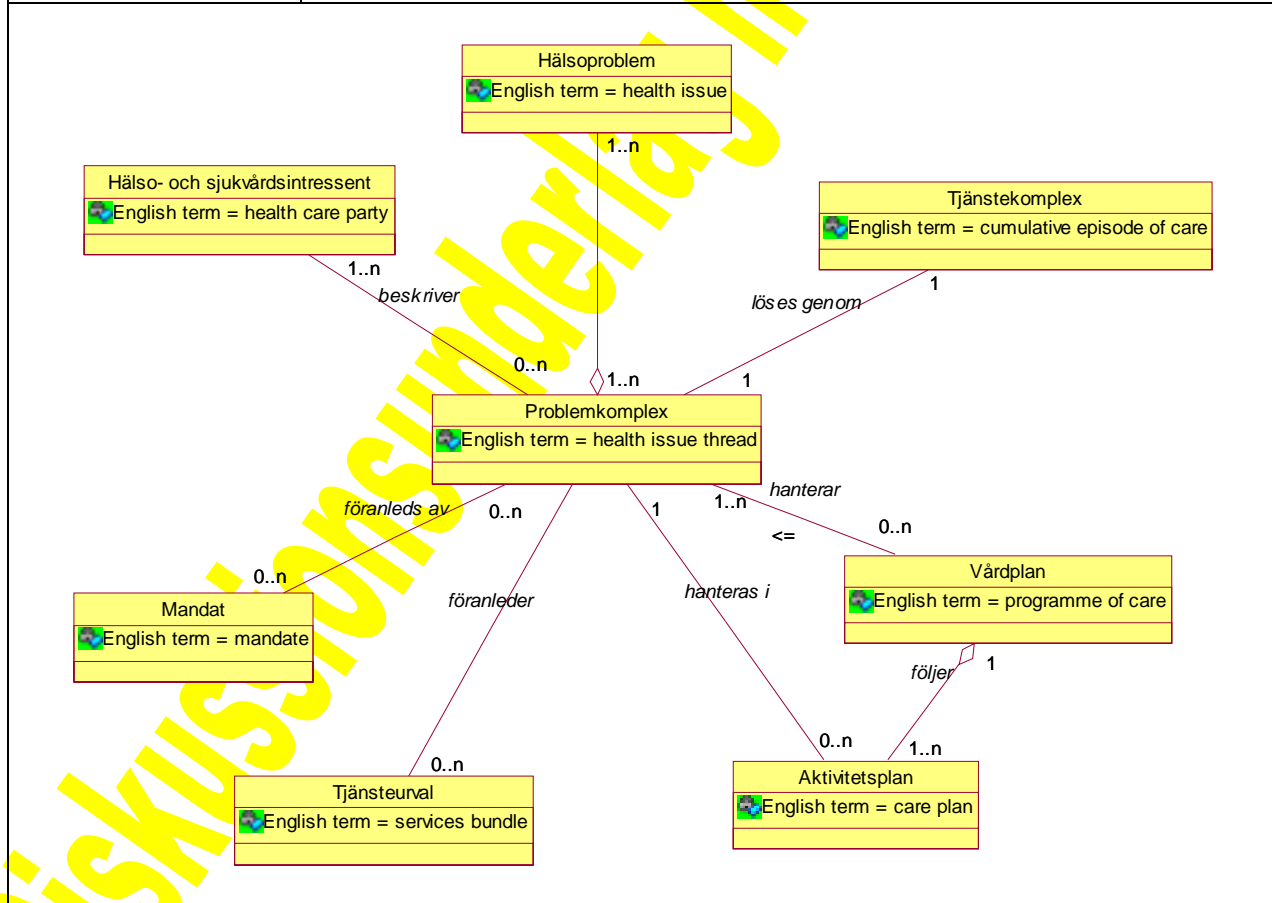 Hälsoproblem
English term = health issue
1..n
Hälso- och sjukvårdsintressent
English term = health care party
1..n
beskriver
0..n
Tjänstekomplex
English term = cumulative episode of care
1
löses genom
1
1..n
Problemkomplex
English term = health issue thread
föranleds av
0..n
0..n
Mandat
English term = mandate
föranleder
0..n
Tjänsteurval
English term = services bundle
1
hanteras i
0..n
1..n
hanterar
<=
0..n
Vårdplan
English term = programme of care
följer
1
1..n
Aktivitetsplan
English term = care plan
diskussionsunderlag